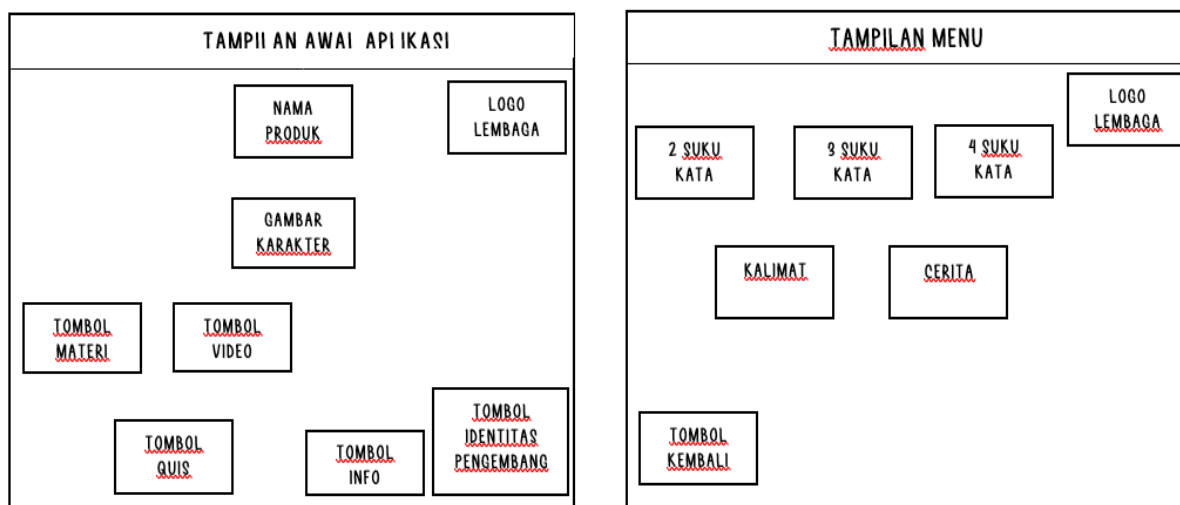 TAMPILAN AWAL APLIKASI
NAMA
PRODUK
LOGO
LEMBAGA
GAMBAR
KARAKTER
TOMBOL
MATERI
TOMBOL
VIDEO
TOMBOL
QUIS
TOMBOL
INFO
TOMBOL
IDENTITAS
PENGEMBANG
TAMPILAN MENU
LOGO
LEMBAGA
2 SUKU
KATA
3 SUKU
KATA
4 SUKU
KATA
KALIMAT
CERITA
TOMBOL
KEMBALI